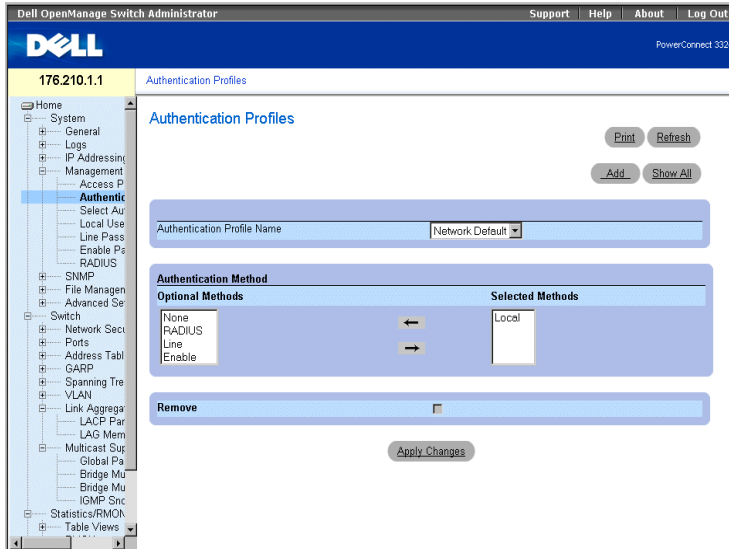 Dell OpenManage Switch Administrator
Support | Help | About | Log Out
DELL
PowerConnect 332
176.210.1.1
Authentication Profiles
Home
System
General
Logs
IP Addressing
Management
Access P
Authentic
Select Au
Local Use
Line Pass
Enable Pa
RADIUS
SNMP
File Managen
Advanced Se
Switch
Network Secu
Ports
Address Tabl
GARP
Spanning Tre
VLAN
Link Aggrega
LACP Par
LAG Mem
Multicast Sup
Global Pa
Bridge Mu
Bridge Mu
IGMP Sno
Statistics/RMON
Table Views
Authentication Profiles
Print Refresh
Add Show All
Authentication Profile Name Network Default
Authentication Method
Optional Methods Selected Methods
None Local
RADIUS
Line
Enable
Remove
Apply Changes